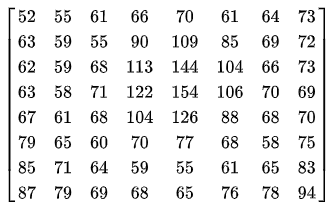 52 55 61 66 70 61 64 73
63 59 55 90 109 85 69 72
62 59 68 113 144 104 66 73
63 58 71 122 154 106 70 69
67 61 68 104 126 88 68 70
79 65 60 70 77 68 58 75
85 71 64 59 55 61 65 83
87 79 69 68 65 76 78 94